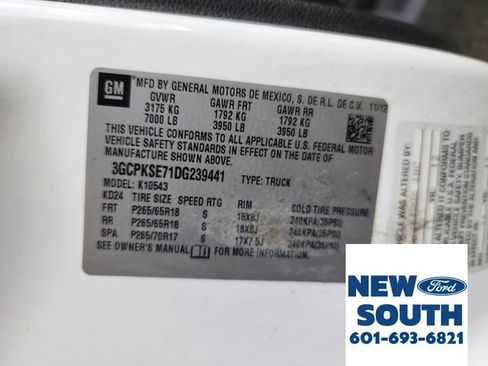 GM
*MFD BY GENERAL MOTORS DE MEXICO, S. DE R.L. DE C.V. 11/12
GVWR GAWR FRT GAWR RR
3175 KG 1792 KG 1792 KG
7000 LB 3950 LB 3950 LB
THIS VEHICLE CONFORMS TO ALL APPLICABLE U.S. FEDERAL MOTOR
VEHICLE SAFETY STANDARDS IN EFFECT ON THE DATE OF
MANUFACTURE SHOWN ABOVE.
3GCPKSE71DG239441 TYPE: TRUCK
MODEL: K10543
KD24 TIRE SIZE SPEED RTG RIM COLD TIRE PRESSURE
FRT P265/65R18 S 18X8J 240KPA(35PSI)
RR P265/65R18 S 18X8J 240KPA(35PSI)
SPA P265/70R17 S 17X7.5J 240KPA(35PSI)
SEE OWNER'S MANUAL FOR MORE INFORMATION.
VEHICLE WAS ALTERED BY:
NEW Ford
SOUTH
601-693-6821